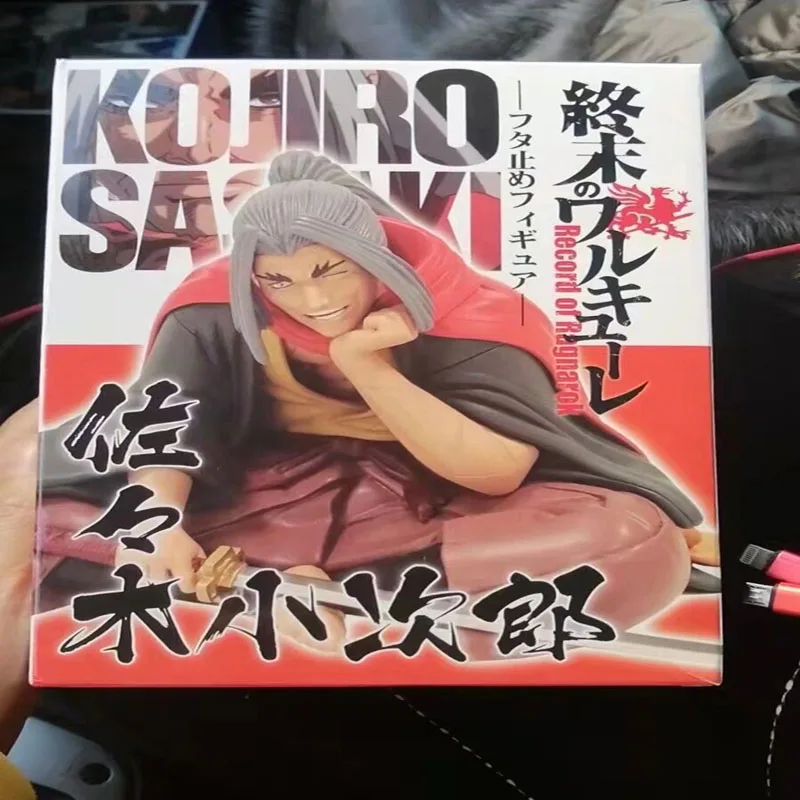 KOJIRO
SASAKI
終末のワルキューレ
Record of Ragnarok
―フタ止めフィギュア―
佐々木小次郎